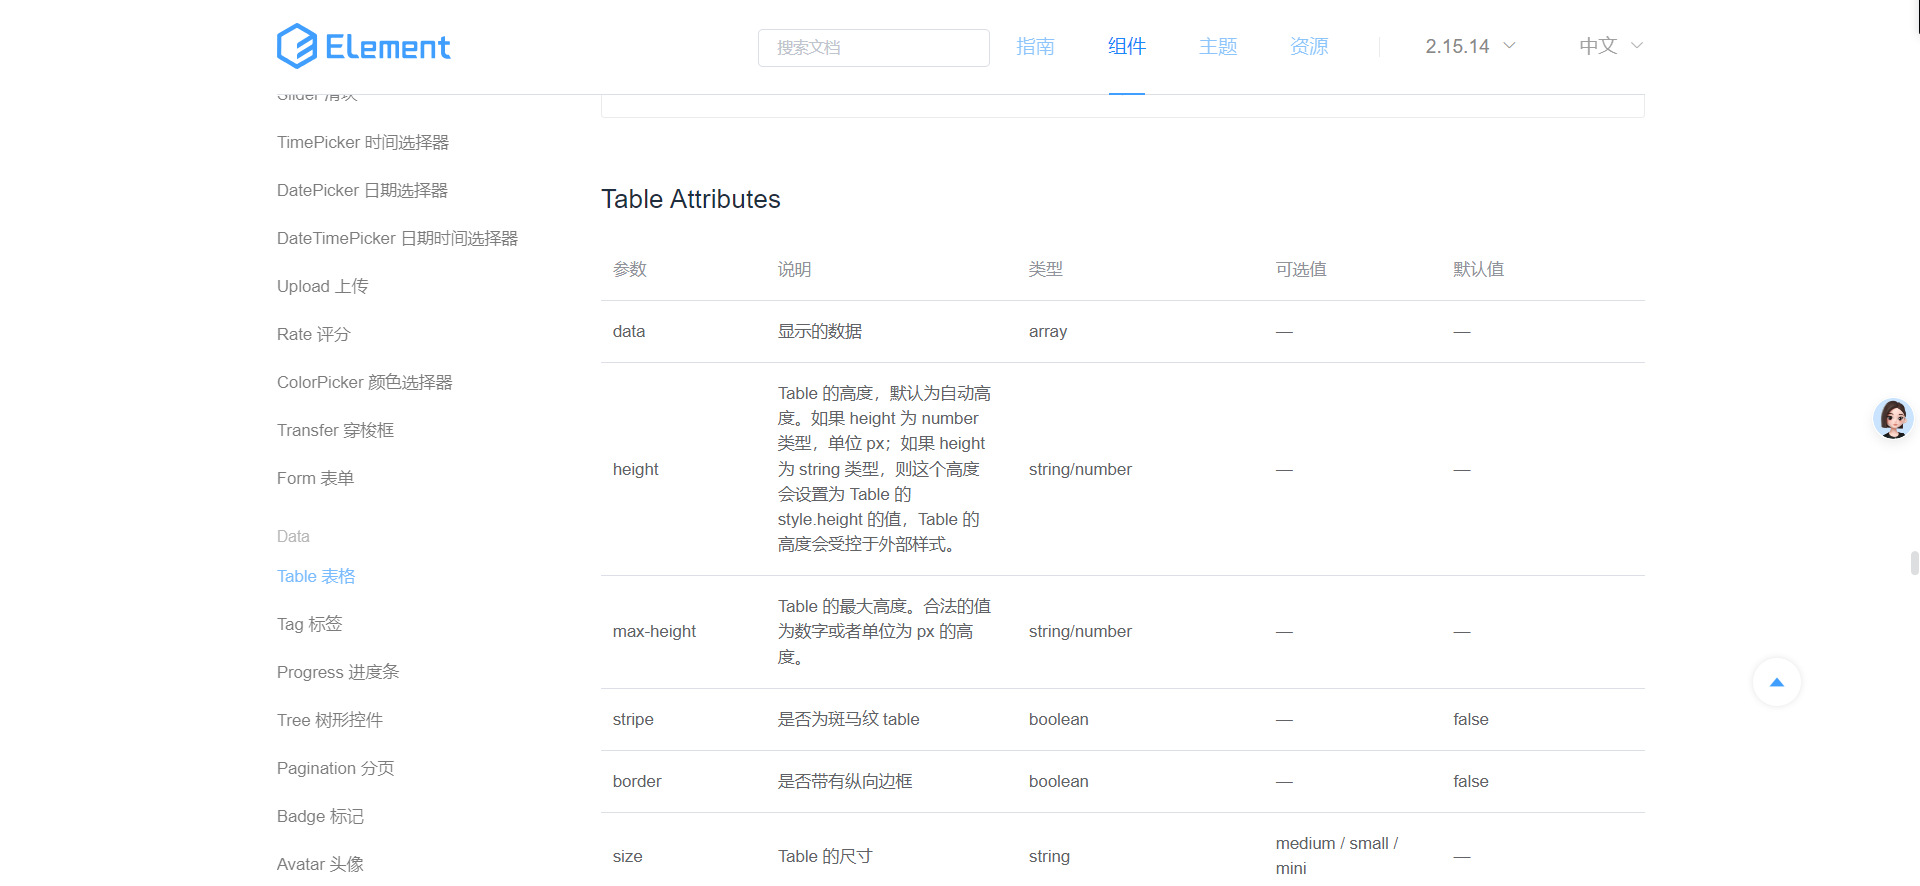 Element
搜索文档
指南
组件
主题
资源
2.15.14
中文
Slider 滑块
TimePicker 时间选择器
DatePicker 日期选择器
DateTimePicker 日期时间选择器
Upload 上传
Rate 评分
ColorPicker 颜色选择器
Transfer 穿梭框
Form 表单
Data
Table 表格
Tag 标签
Progress 进度条
Tree 树形控件
Pagination 分页
Badge 标记
Avatar 头像
Table Attributes
参数 说明 类型 可选值 默认值
data 显示的数据 array — —
Table 的高度，默认为自动高
度。如果 height 为 number
类型，单位 px；如果 height
height 为 string 类型，则这个高度 string/number — —
会设置为 Table 的
style.height 的值，Table 的
高度会受控于外部样式。
Table 的最大高度。合法的值
max-height 为数字或者单位为 px 的高 string/number — —
度。
stripe 是否为斑马纹 table boolean — false
border 是否带有纵向边框 boolean — false
size Table 的尺寸 string medium / small / —
mini